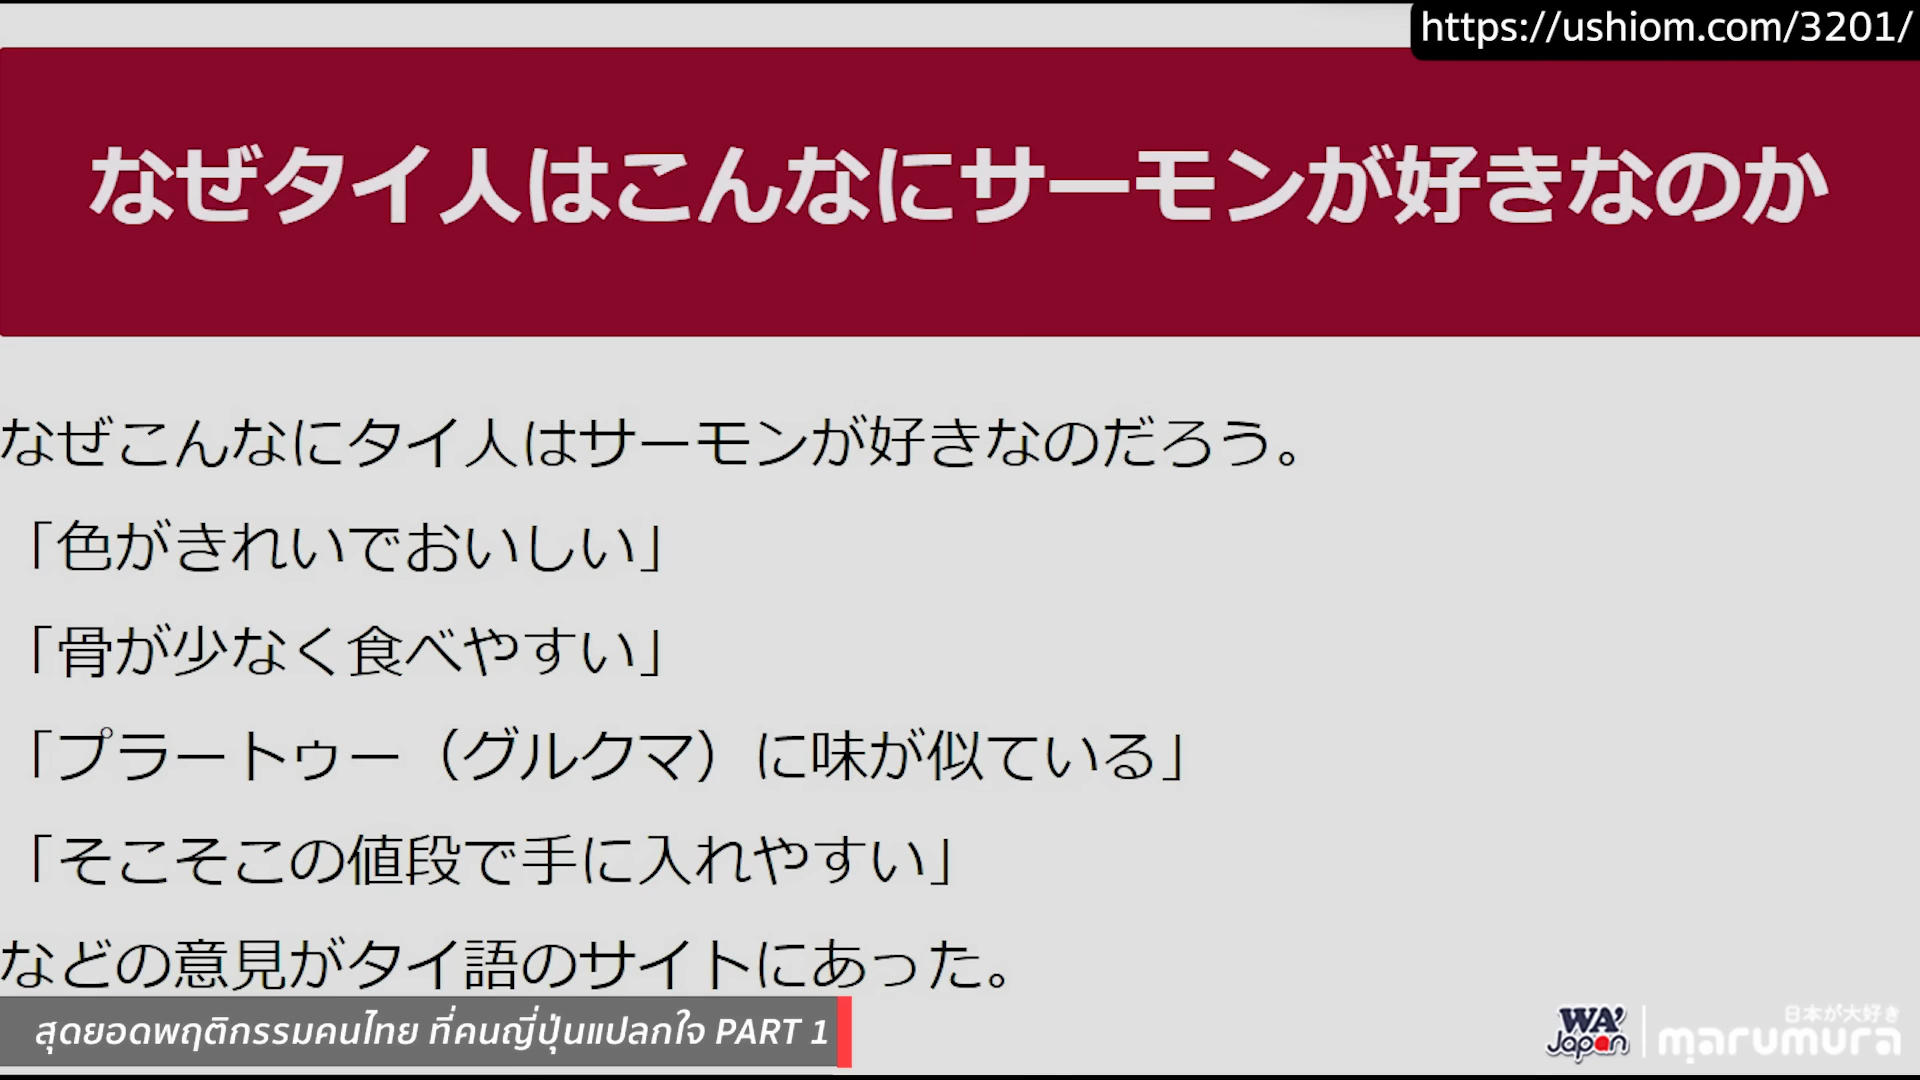 https://ushiom.com/3201/
なぜタイ人はこんなにサーモンが好きなのか
なぜこんなにタイ人はサーモンが好きなのだろう。
「色がきれいでおいしい」
「骨が少なく食べやすい」
「プラートゥー（グルクマ）に味が似ている」
「そこそこの値段で手に入れやすい」
などの意見がタイ語のサイトにあった。
สุดยอดพฤติกรรมคนไทย ที่คนญี่ปุ่นแปลกใจ PART 1
WA'
Japan
日本が大好き
marumura